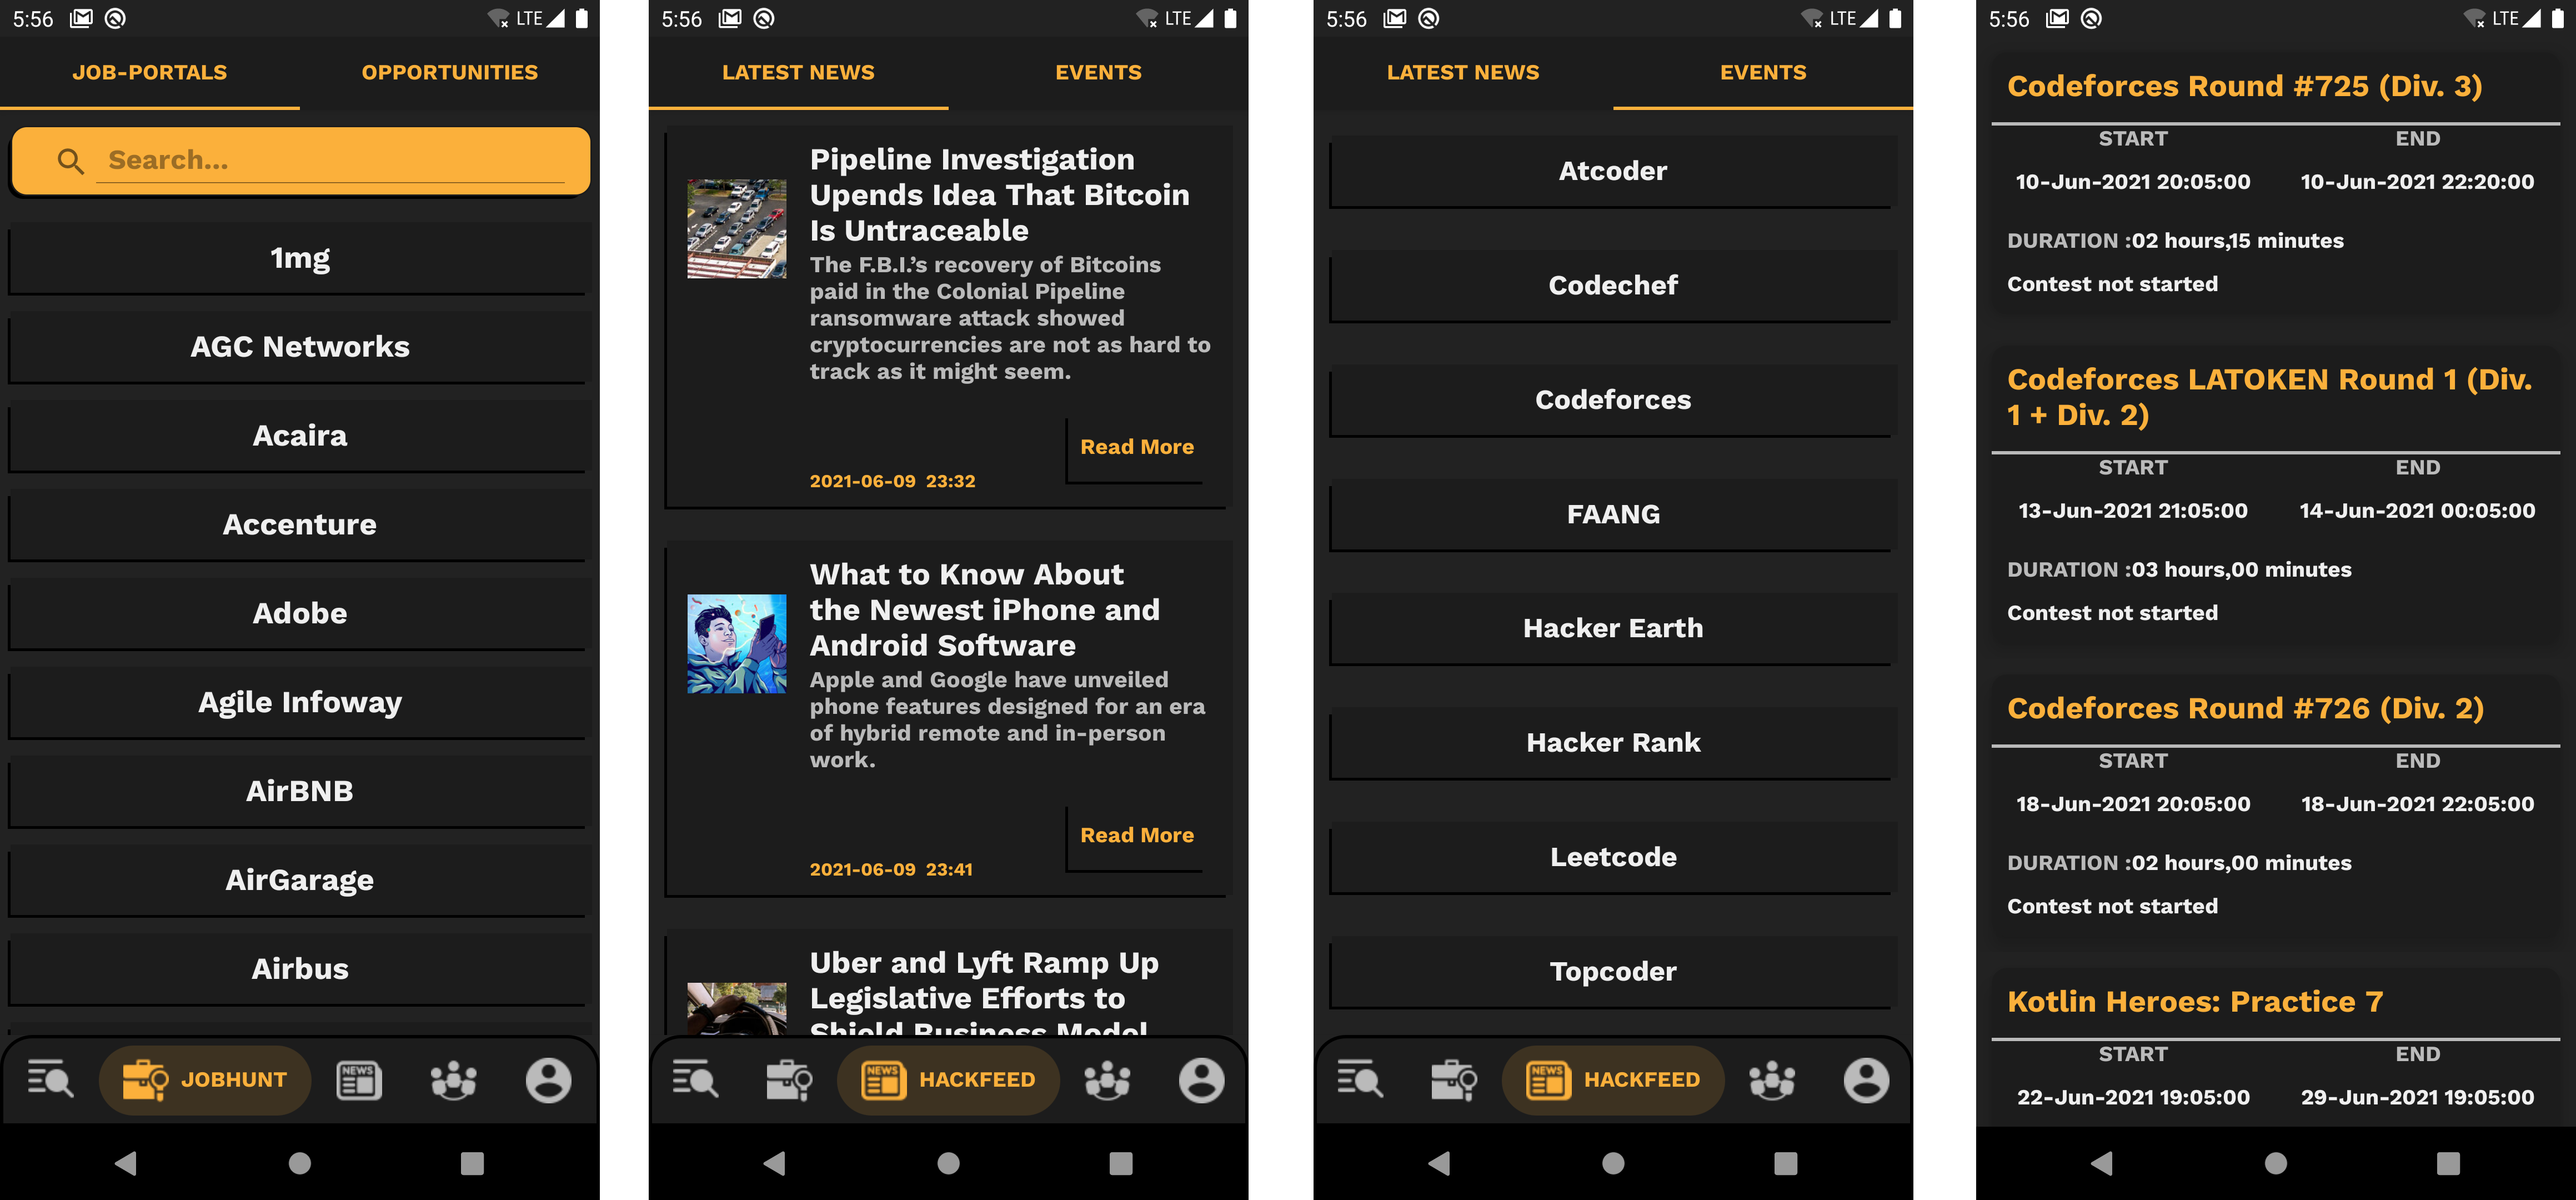 5:56 LTE
JOB-PORTALS OPPORTUNITIES
Search...
1mg
AGC Networks
Acaira
Accenture
Adobe
Agile Infoway
AirBNB
AirGarage
Airbus
JOBHUNT NEWS
5:56 LTE
LATEST NEWS EVENTS
Pipeline Investigation
Upends Idea That Bitcoin
Is Untraceable
The F.B.I.’s recovery of Bitcoins
paid in the Colonial Pipeline
ransomware attack showed
cryptocurrencies are not as hard to
track as it might seem.
Read More
2021-06-09 23:32
What to Know About
the Newest iPhone and
Android Software
Apple and Google have unveiled
phone features designed for an era
of hybrid remote and in-person
work.
Read More
2021-06-09 23:41
Uber and Lyft Ramp Up
Legislative Efforts to
Shield Business Model
NEWS HACKFEED
5:56 LTE
LATEST NEWS EVENTS
Atcoder
Codechef
Codeforces
FAANG
Hacker Earth
Hacker Rank
Leetcode
Topcoder
NEWS HACKFEED
5:56 LTE
Codeforces Round #725 (Div. 3)
START END
10-Jun-2021 20:05:00 10-Jun-2021 22:20:00
DURATION :02 hours,15 minutes
Contest not started
Codeforces LATOKEN Round 1 (Div.
1 + Div. 2)
START END
13-Jun-2021 21:05:00 14-Jun-2021 00:05:00
DURATION :03 hours,00 minutes
Contest not started
Codeforces Round #726 (Div. 2)
START END
18-Jun-2021 20:05:00 18-Jun-2021 22:05:00
DURATION :02 hours,00 minutes
Contest not started
Kotlin Heroes: Practice 7
START END
22-Jun-2021 19:05:00 29-Jun-2021 19:05:00